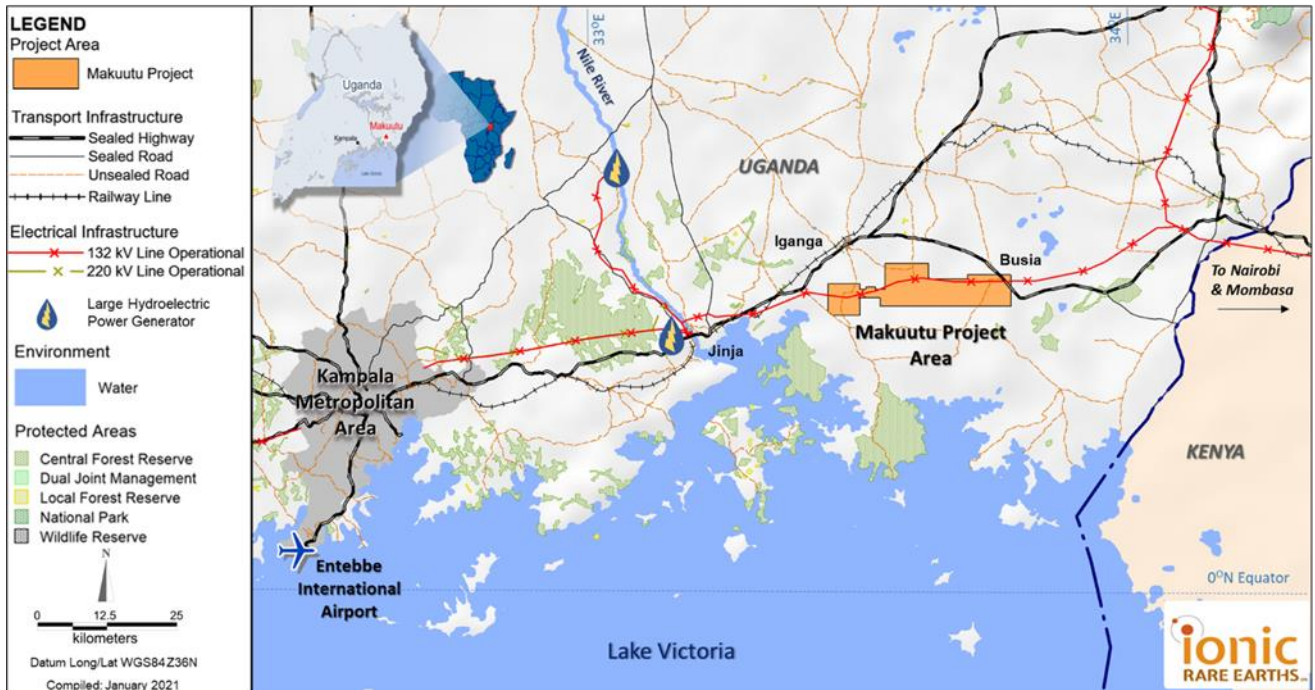 LEGEND
Project Area
Makuutu Project
Transport Infrastructure
Sealed Highway
Sealed Road
Unsealed Road
Railway Line
Electrical Infrastructure
132 kV Line Operational
220 kV Line Operational
Large Hydroelectric
Power Generator
Environment
Water
Protected Areas
Central Forest Reserve
Dual Joint Management
Local Forest Reserve
National Park
Wildlife Reserve
N
0 12.5 25
kilometers
Datum Long/Lat WGS84 Z36N
Compiled: January 2021
Uganda
Kampala
Makuutu
33°E
34°E
Nile River
UGANDA
Iganga
Busia
To Nairobi
& Mombasa
Makuutu Project
Area
Jinja
Kampala
Metropolitan
Area
KENYA
Entebbe
International
Airport
0°N Equator
Lake Victoria
ionic
RARE EARTHS